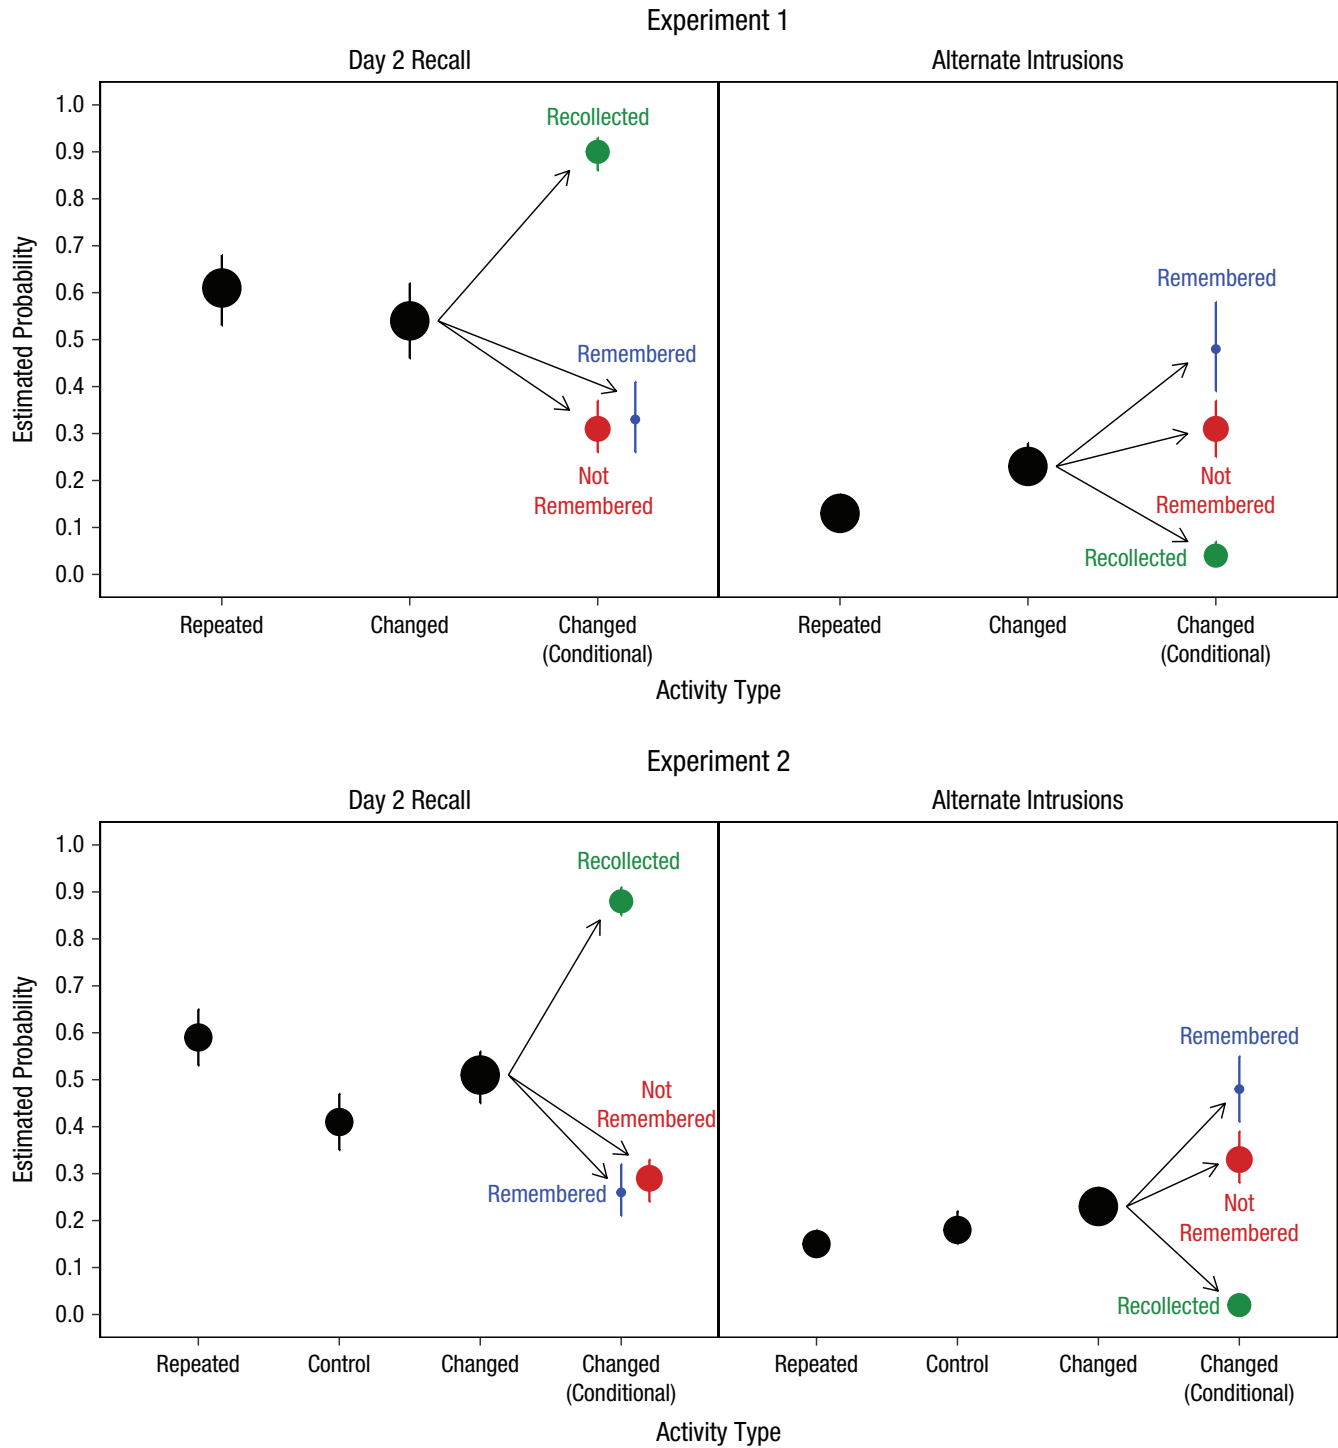 Experiment 1
Day 2 Recall
Alternate Intrusions
Estimated Probability
1.0
0.9
0.8
0.7
0.6
0.5
0.4
0.3
0.2
0.1
0.0
Recollected
Remembered
Not
Remembered
Remembered
Not
Remembered
Recollected
Repeated
Changed
Changed
(Conditional)
Repeated
Changed
Changed
(Conditional)
Activity Type
Experiment 2
Day 2 Recall
Alternate Intrusions
Estimated Probability
1.0
0.9
0.8
0.7
0.6
0.5
0.4
0.3
0.2
0.1
0.0
Recollected
Not
Remembered
Remembered
Remembered
Not
Remembered
Recollected
Repeated
Control
Changed
Changed
(Conditional)
Repeated
Control
Changed
Changed
(Conditional)
Activity Type